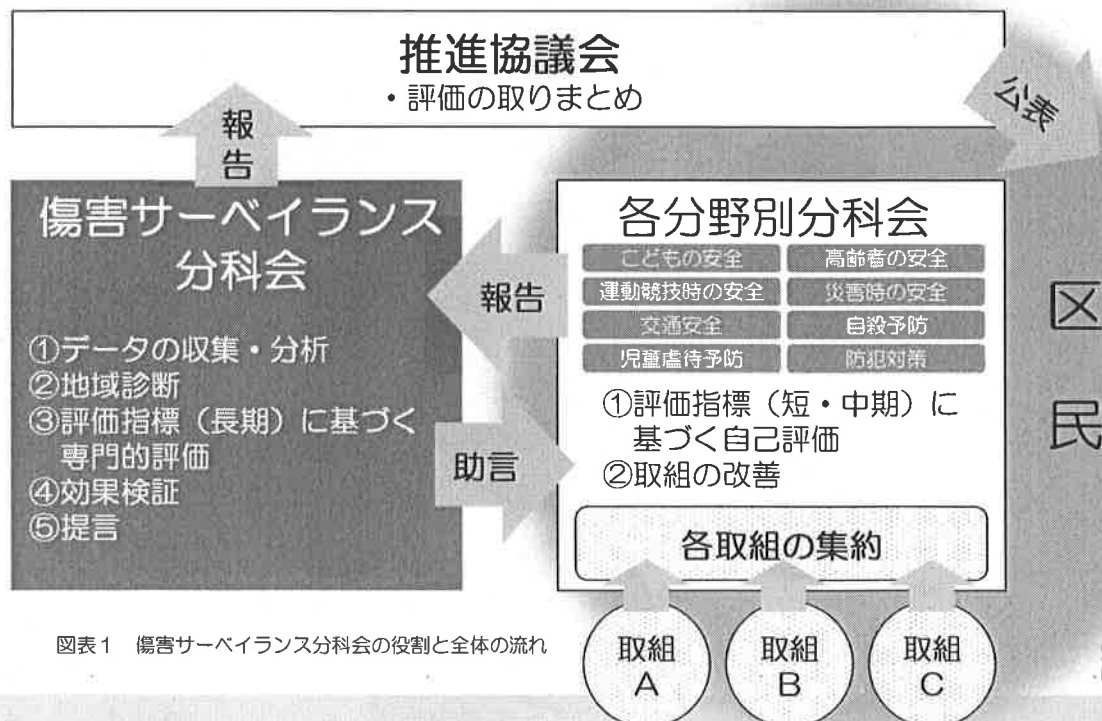 推進協議会
・評価の取りまとめ
公表
報告
傷害サーベイランス
分科会
①データの収集・分析
②地域診断
③評価指標（長期）に基づく
専門的評価
④効果検証
⑤提言
報告
助言
各分野別分科会
こどもの安全
高齢者の安全
運動競技時の安全
災害時の安全
交通安全
自殺予防
児童虐待予防
防犯対策
①評価指標（短・中期）に
基づく自己評価
②取組の改善
各取組の集約
取組
A
取組
B
取組
C
区民
図表１　傷害サーベイランス分科会の役割と全体の流れ